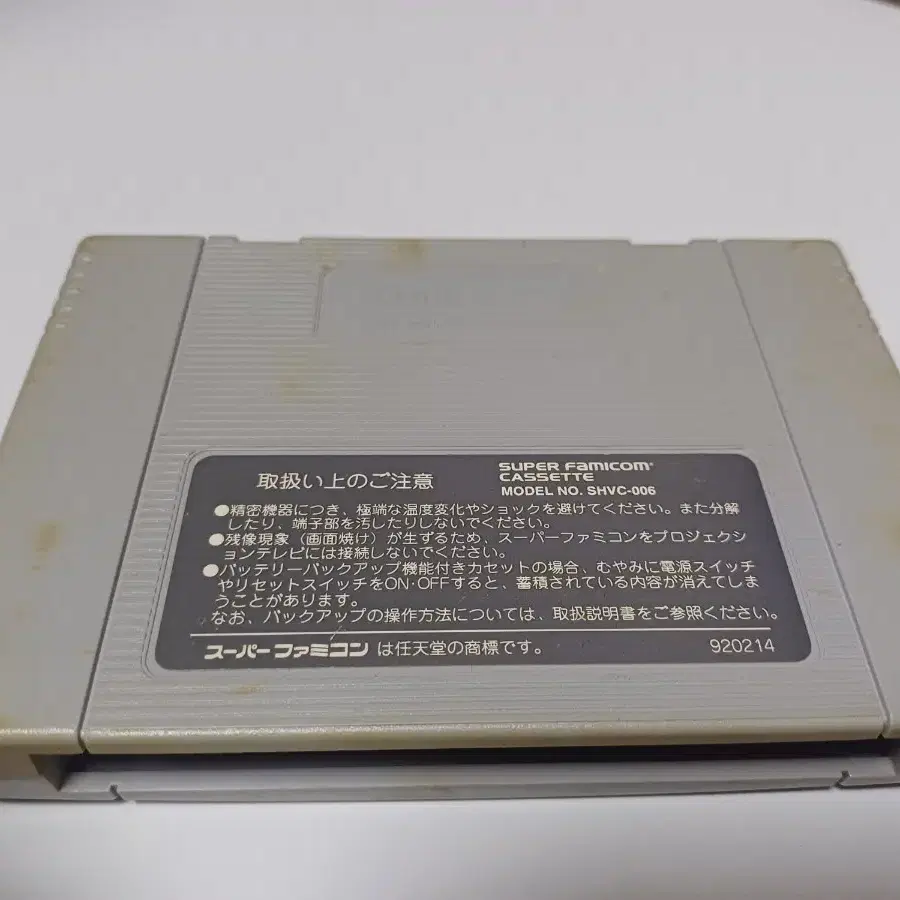 取扱い上のご注意
SUPER FAMICOM
CASSETTE
MODEL NO. SHVC-006
●精密機器につき、極端な温度変化やショックを避けてください。また分解
したり、端子部を汚したりしないでください。
●残像現象（画面焼け）が生ずるため、スーパーファミコンをプロジェクシ
ョンテレビには接続しないでください。
●バッテリーバックアップ機能付きカセットの場合、むやみに電源スイッチ
やリセットスイッチをON・OFFすると、蓄積されている内容が消えてしま
うことがあります。
なお、バックアップの操作方法については、取扱説明書をご参照ください。
スーパーファミコン は任天堂の商標です。
920214